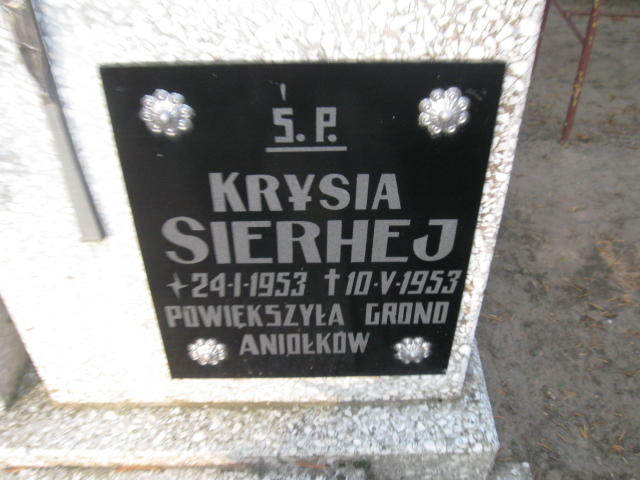 Ś. P.
KRYSIA
SIERHEJ
* 24-I-1953 † 10-V-1953
POWIĘKSZYŁA GRONO
ANIOŁKÓW